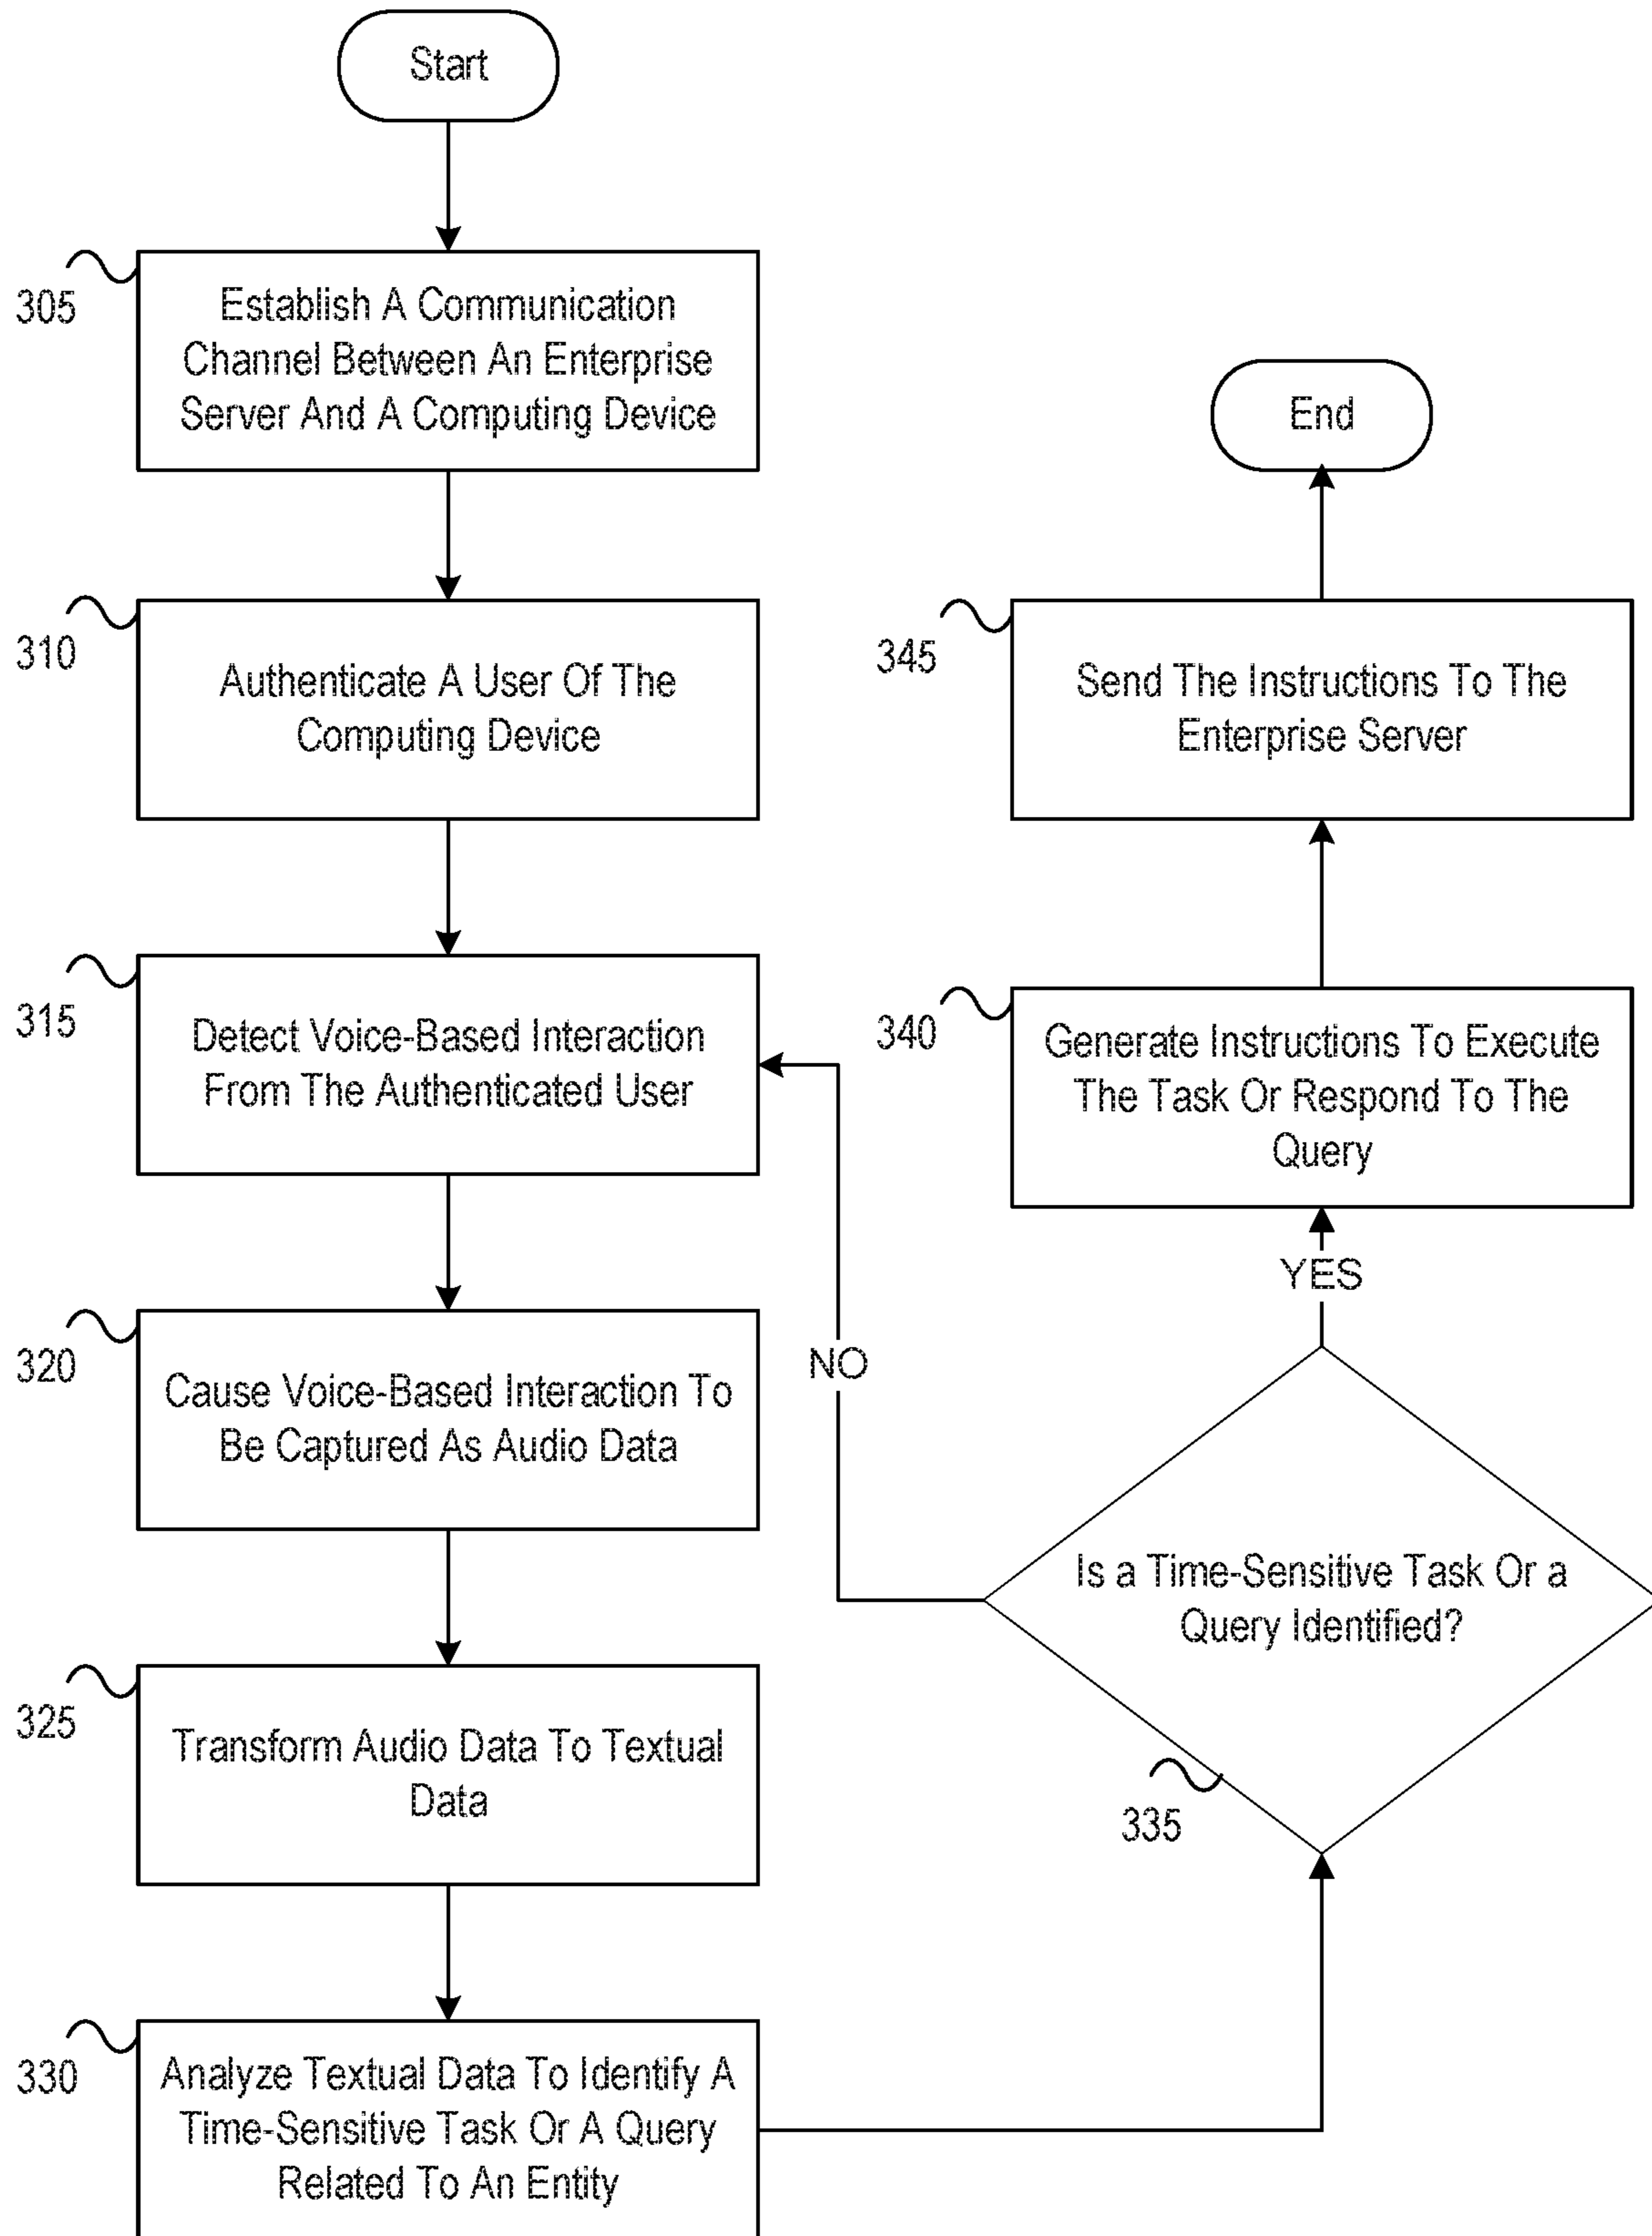 Start
305
Establish A Communication
Channel Between An Enterprise
Server And A Computing Device
310
Authenticate A User Of The
Computing Device
315
Detect Voice-Based Interaction
From The Authenticated User
320
Cause Voice-Based Interaction To
Be Captured As Audio Data
325
Transform Audio Data To Textual
Data
330
Analyze Textual Data To Identify A
Time-Sensitive Task Or A Query
Related To An Entity
335
Is a Time-Sensitive Task Or a
Query Identified?
NO
YES
340
Generate Instructions To Execute
The Task Or Respond To The
Query
345
Send The Instructions To The
Enterprise Server
End